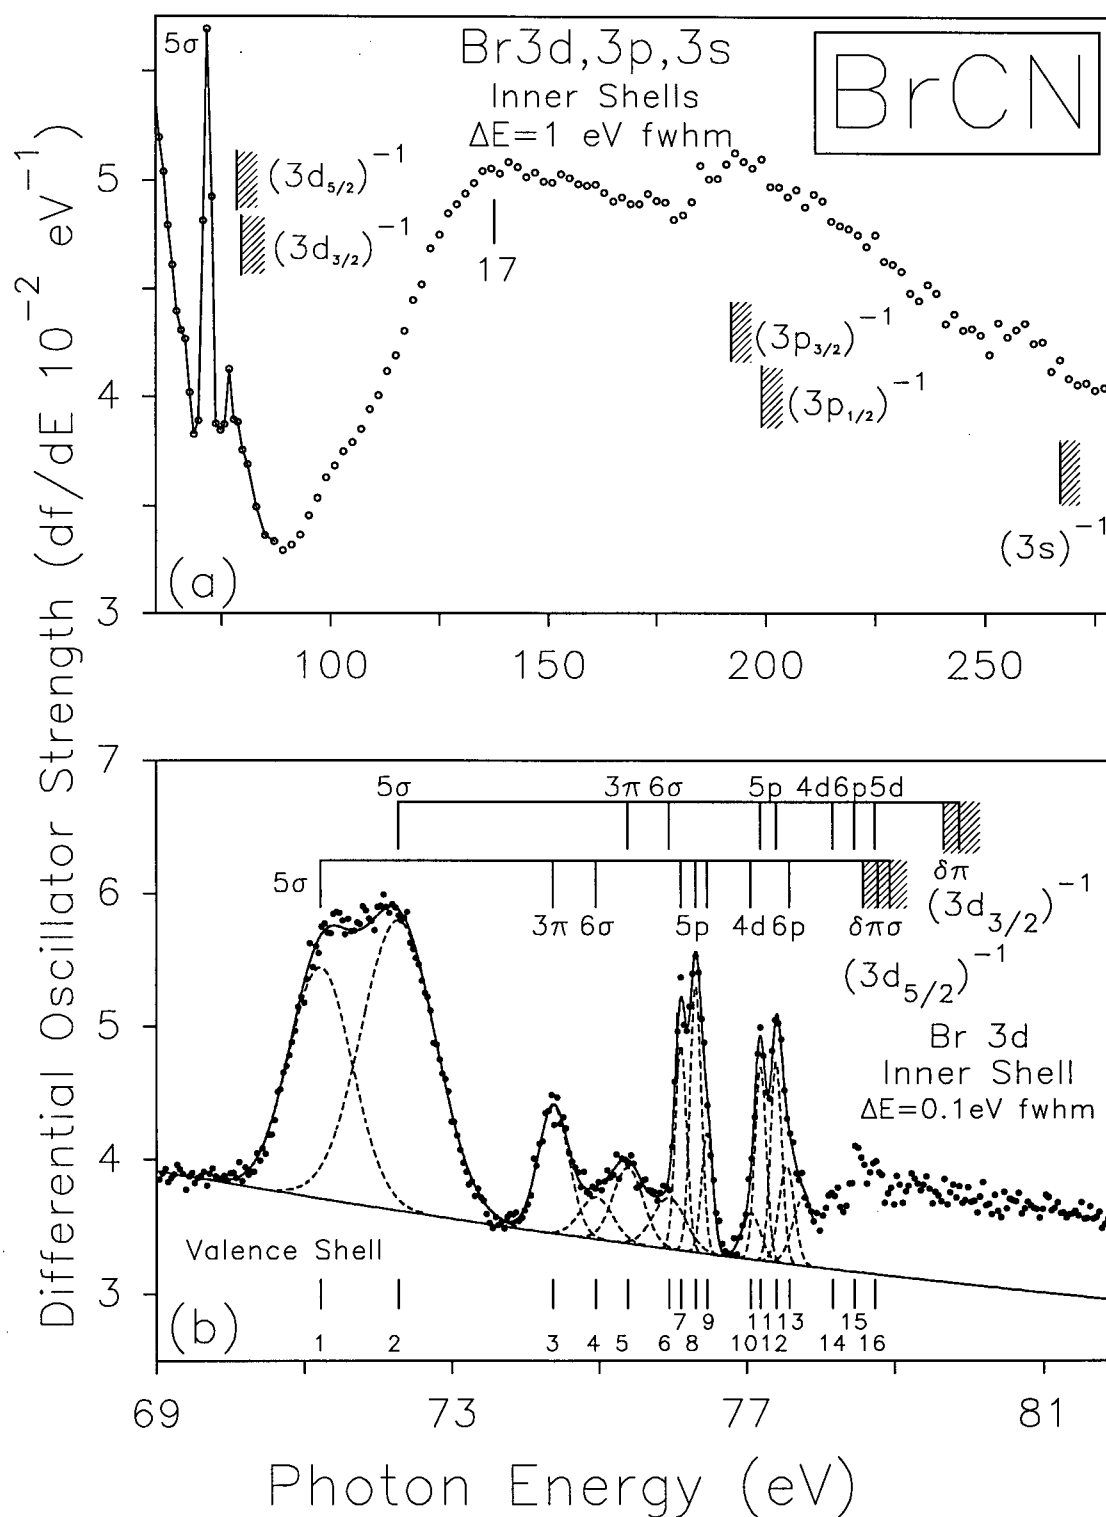 Differential Oscillator Strength (df/dE 10⁻² eV⁻¹)
5σ
Br3d,3p,3s
Inner Shells
ΔE=1 eV fwhm
BrCN
5
4
3
(3d₅/₂)⁻¹
(3d₃/₂)⁻¹
17
(3p₃/₂)⁻¹
(3p₁/₂)⁻¹
(3s)⁻¹
(a)
100 150 200 250
7
6
5
4
3
5σ 3π 6σ 5p 4d 6p 5d
δπ
(3d₃/₂)⁻¹
5σ 3π 6σ 5p 4d 6p δπσ
(3d₅/₂)⁻¹
Br 3d
Inner Shell
ΔE=0.1eV fwhm
Valence Shell
(b)
1 2 3 4 5 6 7 8 9 10 11 12 13 14 15 16
69 73 77 81
Photon Energy (eV)